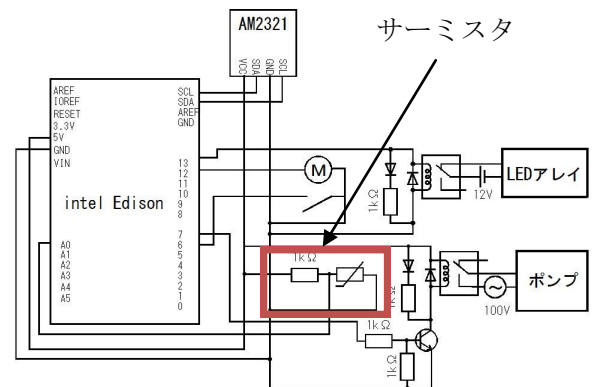 サーミスタ
AM2321
VCC
SDA
GND
SCL
AREF
IOREF
RESET
3.3V
5V
GND
VIN
intel Edison
A0
A1
A2
A3
A4
A5
SCL
SDA
AREF
GND
13
12
11
10
9
8
7
6
5
4
3
2
1
0
M
1kΩ
12V
LEDアレイ
1kΩ
1kΩ
100V
ポンプ
1kΩ
1kΩ